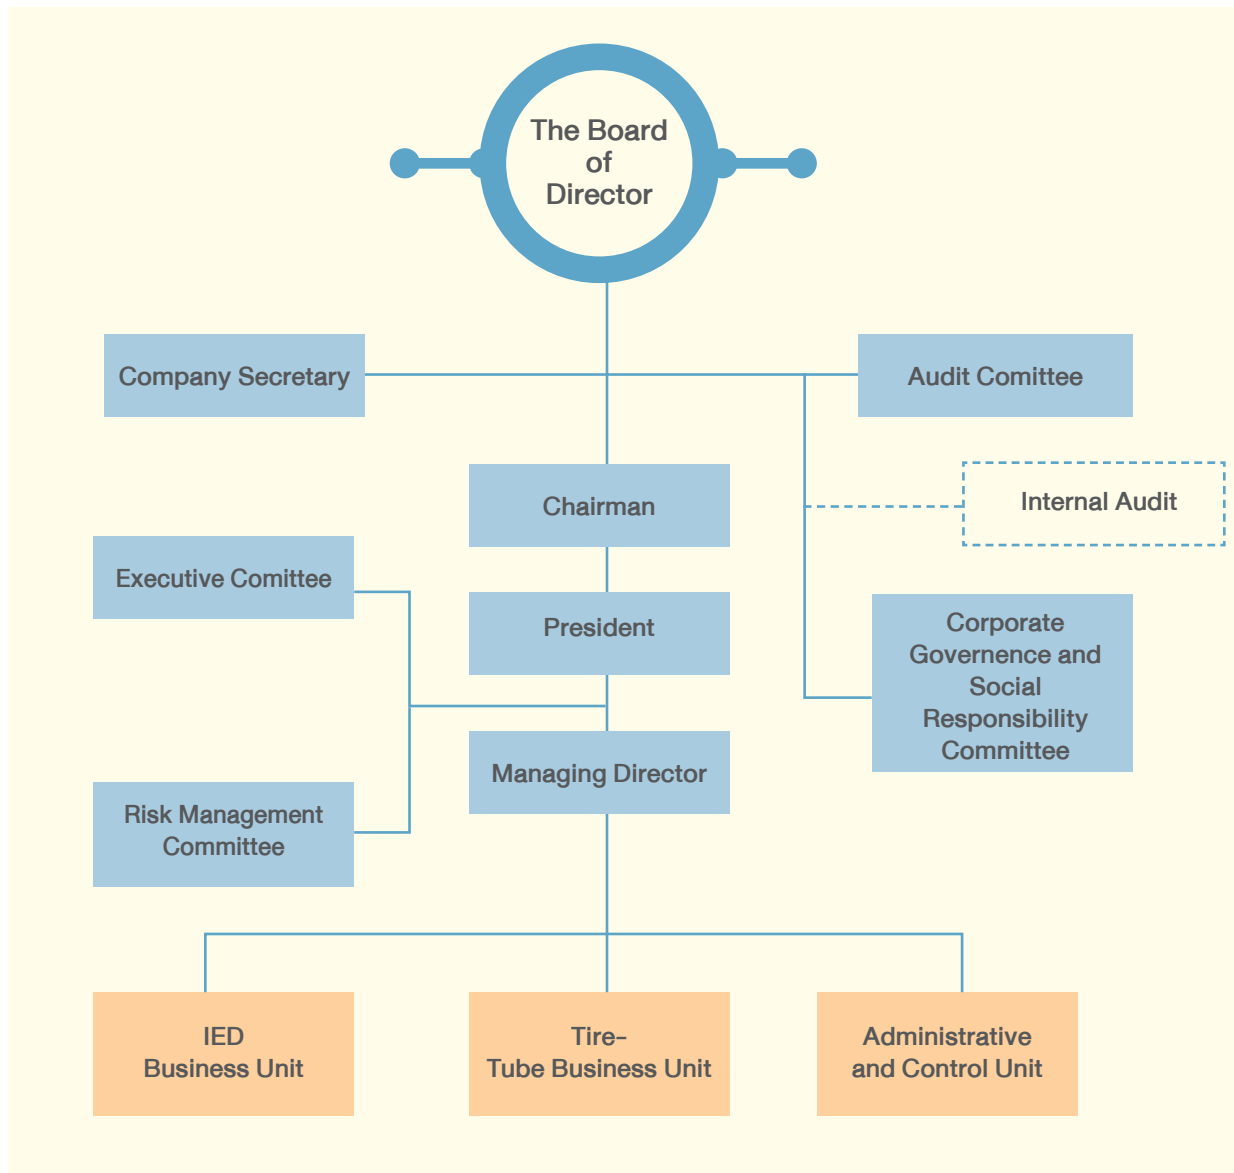 The Board
of
Director
Company Secretary
Audit Comittee
Chairman
Internal Audit
Executive Comittee
President
Corporate
Governence and
Social
Responsibility
Committee
Managing Director
Risk Management
Committee
IED
Business Unit
Tire-
Tube Business Unit
Administrative
and Control Unit